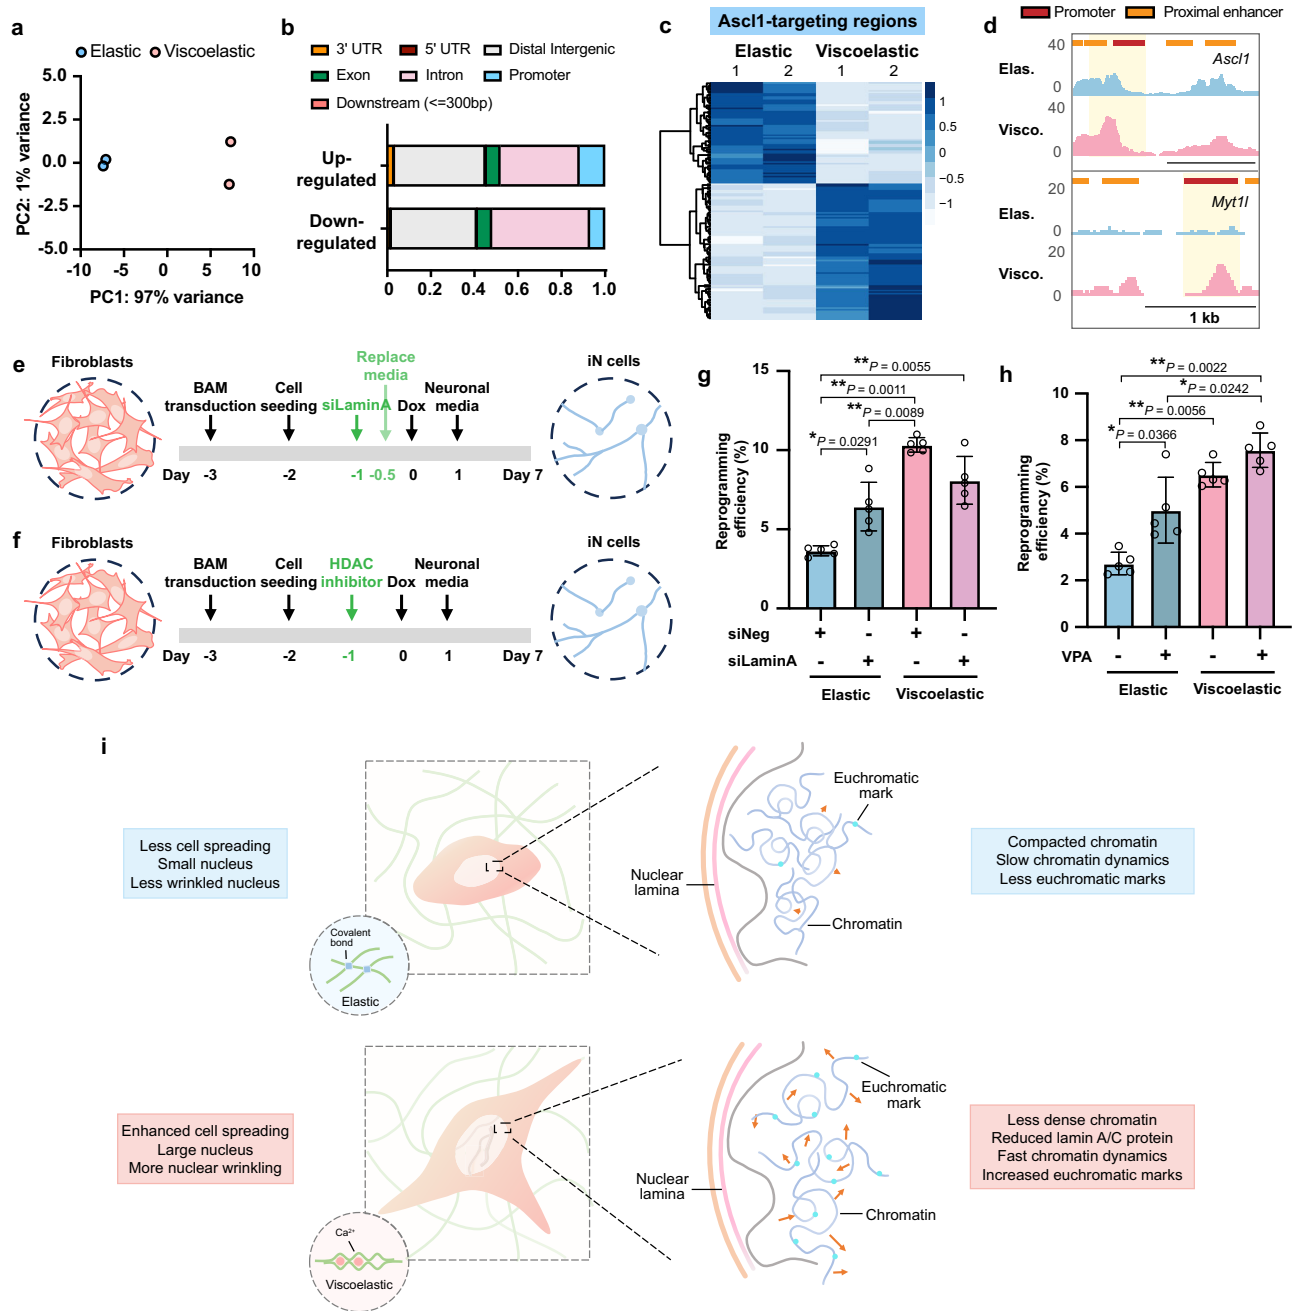 a
Elastic Viscoelastic
PC2: 1% variance
5.0
2.5
0.0
-2.5
-5.0
-10 -5 0 5 10
PC1: 97% variance
b
3' UTR 5' UTR Distal Intergenic
Exon Intron Promoter
Downstream (<=300bp)
Up-
regulated
Down-
regulated
0 0.2 0.4 0.6 0.8 1.0
c
Ascl1-targeting regions
Elastic Viscoelastic
1 2 1 2
1
0.5
0
−0.5
−1
d
Promoter Proximal enhancer
40
Elas.
0
Ascl1
40
Visco.
0
20
Elas.
0
Myt1l
20
Visco.
0
1 kb
e
Fibroblasts
BAM
transduction
Cell
seeding
siLaminA
Replace
media
Dox
Neuronal
media
iN cells
Day -3 -2 -1 -0.5 0 1 Day 7
f
Fibroblasts
BAM
transduction
Cell
seeding
HDAC
inhibitor
Dox
Neuronal
media
iN cells
Day -3 -2 -1 0 1 Day 7
g
Reprogramming
efficiency (%)
15
10
5
0
**P = 0.0055
**P = 0.0011
**P = 0.0089
*P = 0.0291
siNeg + - + -
siLaminA - + - +
Elastic Viscoelastic
h
Reprogramming
efficiency (%)
10
8
6
4
2
0
**P = 0.0022
*P = 0.0242
**P = 0.0056
*P = 0.0366
VPA - + - +
Elastic Viscoelastic
i
Less cell spreading
Small nucleus
Less wrinkled nucleus
Covalent
bond
Elastic
Nuclear
lamina
Euchromatic
mark
Chromatin
Compacted chromatin
Slow chromatin dynamics
Less euchromatic marks
Enhanced cell spreading
Large nucleus
More nuclear wrinkling
Ca²⁺
Viscoelastic
Nuclear
lamina
Euchromatic
mark
Chromatin
Less dense chromatin
Reduced lamin A/C protein
Fast chromatin dynamics
Increased euchromatic marks